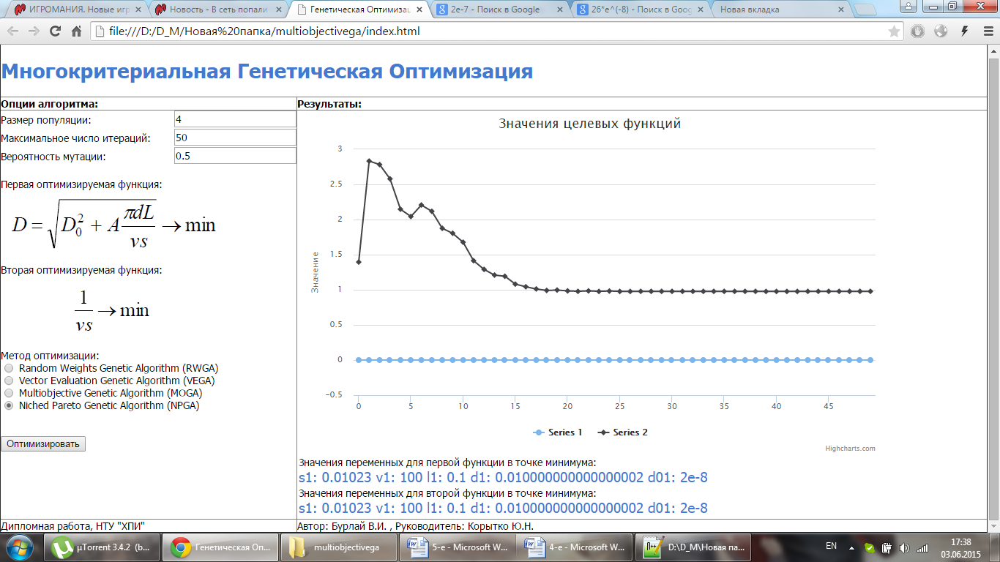 ИГРОМАНИЯ. Новые игр
Новость - В сеть попали
Генетическая Оптимизац
2e-7 - Поиск в Google
26*e^(-8) - Поиск в Goog
Новая вкладка
file:///D:/D_M/Новая%20папка/multiobjectivega/index.html
Многокритериальная Генетическая Оптимизация
Опции алгоритма:
Размер популяции: 4
Максимальное число итераций: 50
Вероятность мутации: 0.5
Первая оптимизируемая функция:
D = √(D₀² + A πdL/vs) → min
Вторая оптимизируемая функция:
1/vs → min
Метод оптимизации:
Random Weights Genetic Algorithm (RWGA)
Vector Evaluation Genetic Algorithm (VEGA)
Multiobjective Genetic Algorithm (MOGA)
Niched Pareto Genetic Algorithm (NPGA)
Оптимизировать
Результаты:
Значения целевых функций
Значение
3
2.5
2
1.5
1
0.5
0
-0.5
0 5 10 15 20 25 30 35 40 45
Series 1 Series 2
Highcharts.com
Значения переменных для первой функции в точке минимума:
s1: 0.01023 v1: 100 l1: 0.1 d1: 0.010000000000000002 d01: 2e-8
Значения переменных для второй функции в точке минимума:
s1: 0.01023 v1: 100 l1: 0.1 d1: 0.010000000000000002 d01: 2e-8
Дипломная работа, НТУ "ХПИ"
Автор: Бурлай В.И. , Руководитель: Корытко Ю.Н.
µTorrent 3.4.2 (b...
Генетическая Оп...
multiobjectivega
5-е - Microsoft W...
4-е - Microsoft W...
D:\D_M\Новая па...
EN
17:38
03.06.2015